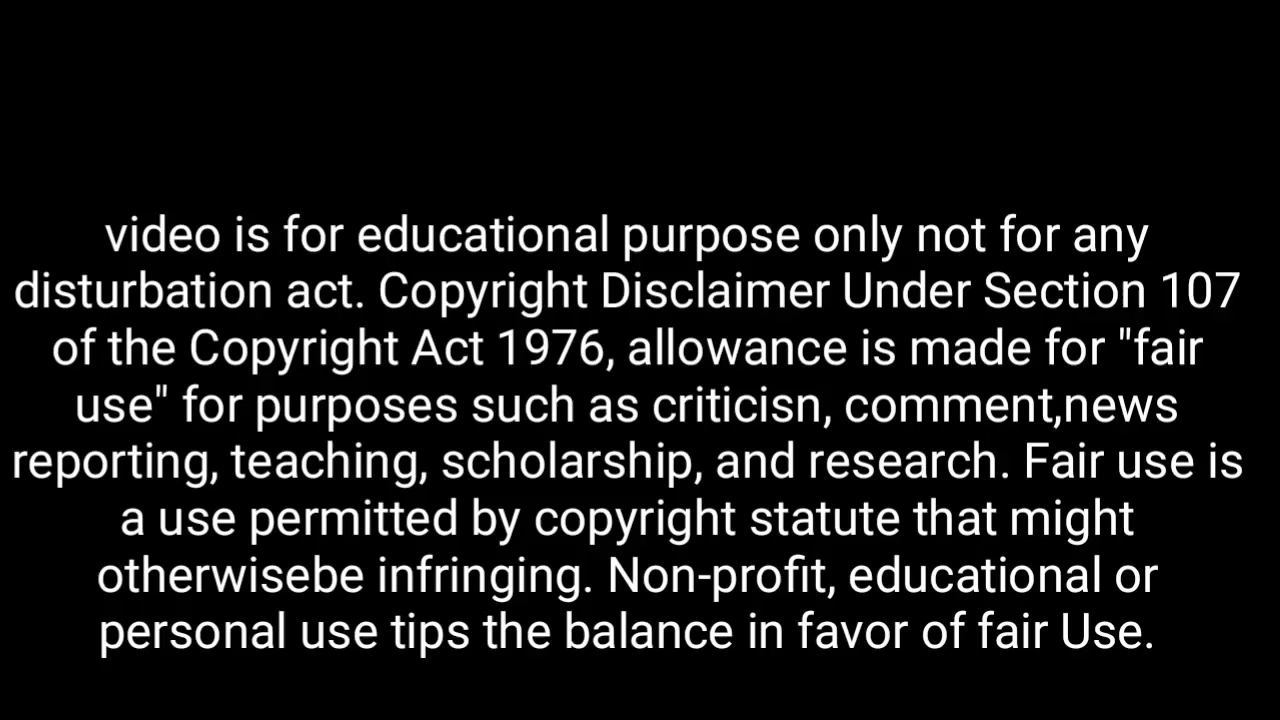 video is for educational purpose only not for any
disturbation act. Copyright Disclaimer Under Section 107
of the Copyright Act 1976, allowance is made for "fair
use" for purposes such as criticisn, comment,news
reporting, teaching, scholarship, and research. Fair use is
a use permitted by copyright statute that might
otherwisebe infringing. Non-profit, educational or
personal use tips the balance in favor of fair Use.